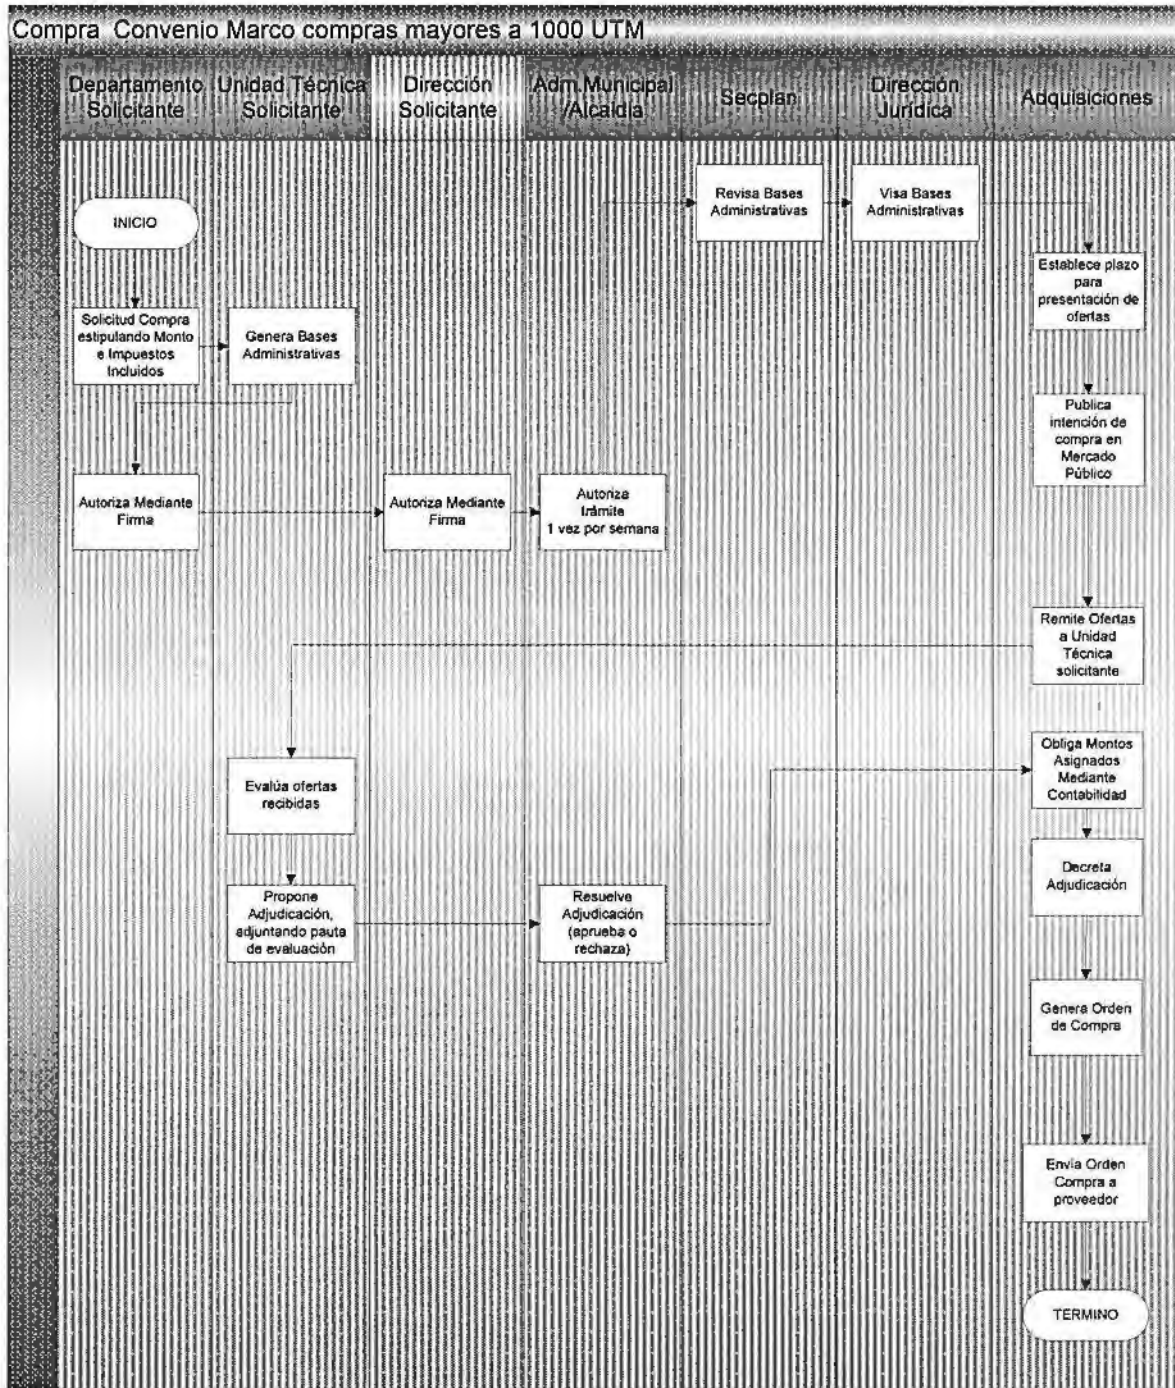 Compra Convenio Marco compras mayores a 1000 UTM
Departamento
Solicitante
Unidad Técnica
Solicitante
Dirección
Solicitante
Adm.Municipal
/Alcaldía
Secplan
Dirección
Jurídica
Adquisiciones
INICIO
Revisa Bases
Administrativas
Visa Bases
Administrativas
Establece plazo
para
presentación de
ofertas
Solicitud Compra
estipulando Monto
e Impuestos
Incluidos
Genera Bases
Administrativas
Publica
intención de
compra en
Mercado
Público
Autoriza Mediante
Firma
Autoriza Mediante
Firma
Autoriza
trámite
1 vez por semana
Remite Ofertas
a Unidad
Técnica
solicitante
Evalúa ofertas
recibidas
Obliga Montos
Asignados
Mediante
Contabilidad
Propone
Adjudicación,
adjuntando pauta
de evaluación
Resuelve
Adjudicación
(aprueba o
rechaza)
Decreta
Adjudicación
Genera Orden
de Compra
Envía Orden
Compra a
proveedor
TERMINO